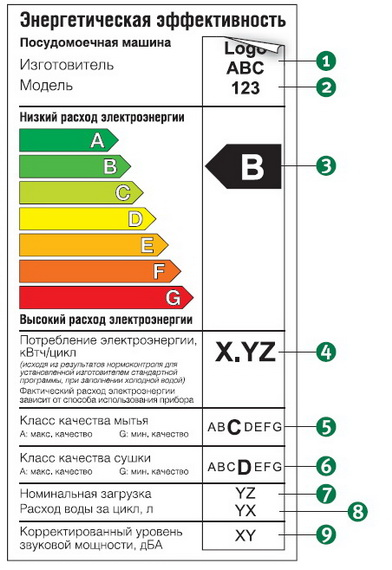 Энергетическая эффективность
Посудомоечная машина
Logo
Изготовитель
ABC
1
Модель
123
2
Низкий расход электроэнергии
A
B
B
3
C
D
E
F
G
Высокий расход электроэнергии
Потребление электроэнергии,
кВтч/цикл
X.YZ
4
(исходя из результатов нормоконтроля для
установленной изготовителем стандартной
программы, при заполнении холодной водой)
Фактический расход электроэнергии
зависит от способа использования прибора
Класс качества мытья
A: макс. качество G: мин. качество
ABCDEFG
5
Класс качества сушки
A: макс. качество G: мин. качество
ABCDEFG
6
Номинальная загрузка
YZ
7
Расход воды за цикл, л
YX
8
Корректированный уровень
звуковой мощности, дБА
XY
9